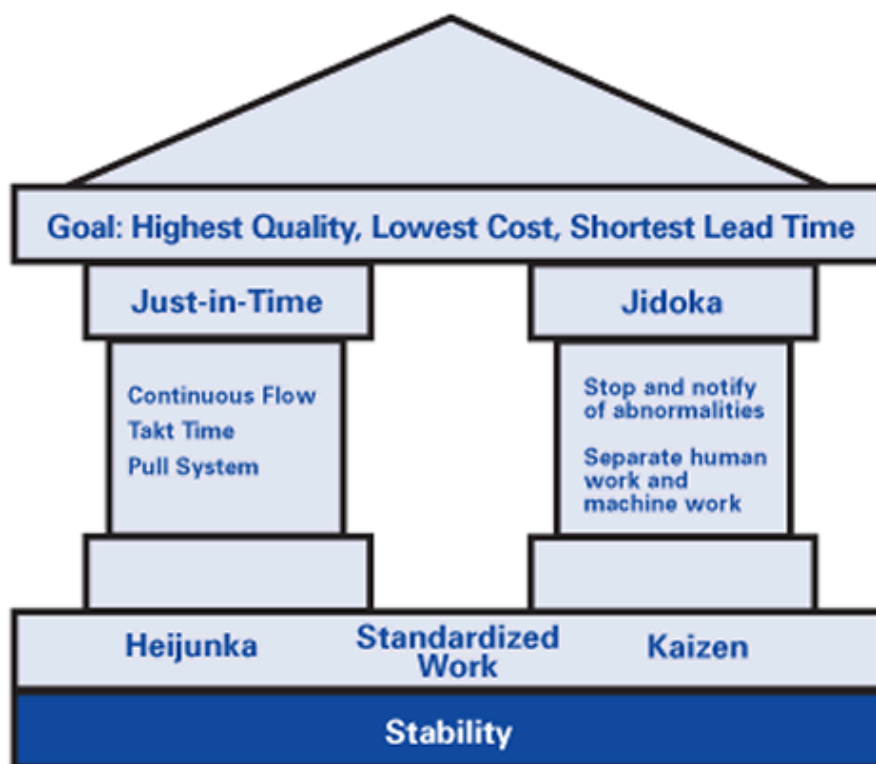 Goal: Highest Quality, Lowest Cost, Shortest Lead Time
Just-in-Time
Continuous Flow
Takt Time
Pull System
Jidoka
Stop and notify
of abnormalities
Separate human
work and
machine work
Heijunka
Standardized
Work
Kaizen
Stability